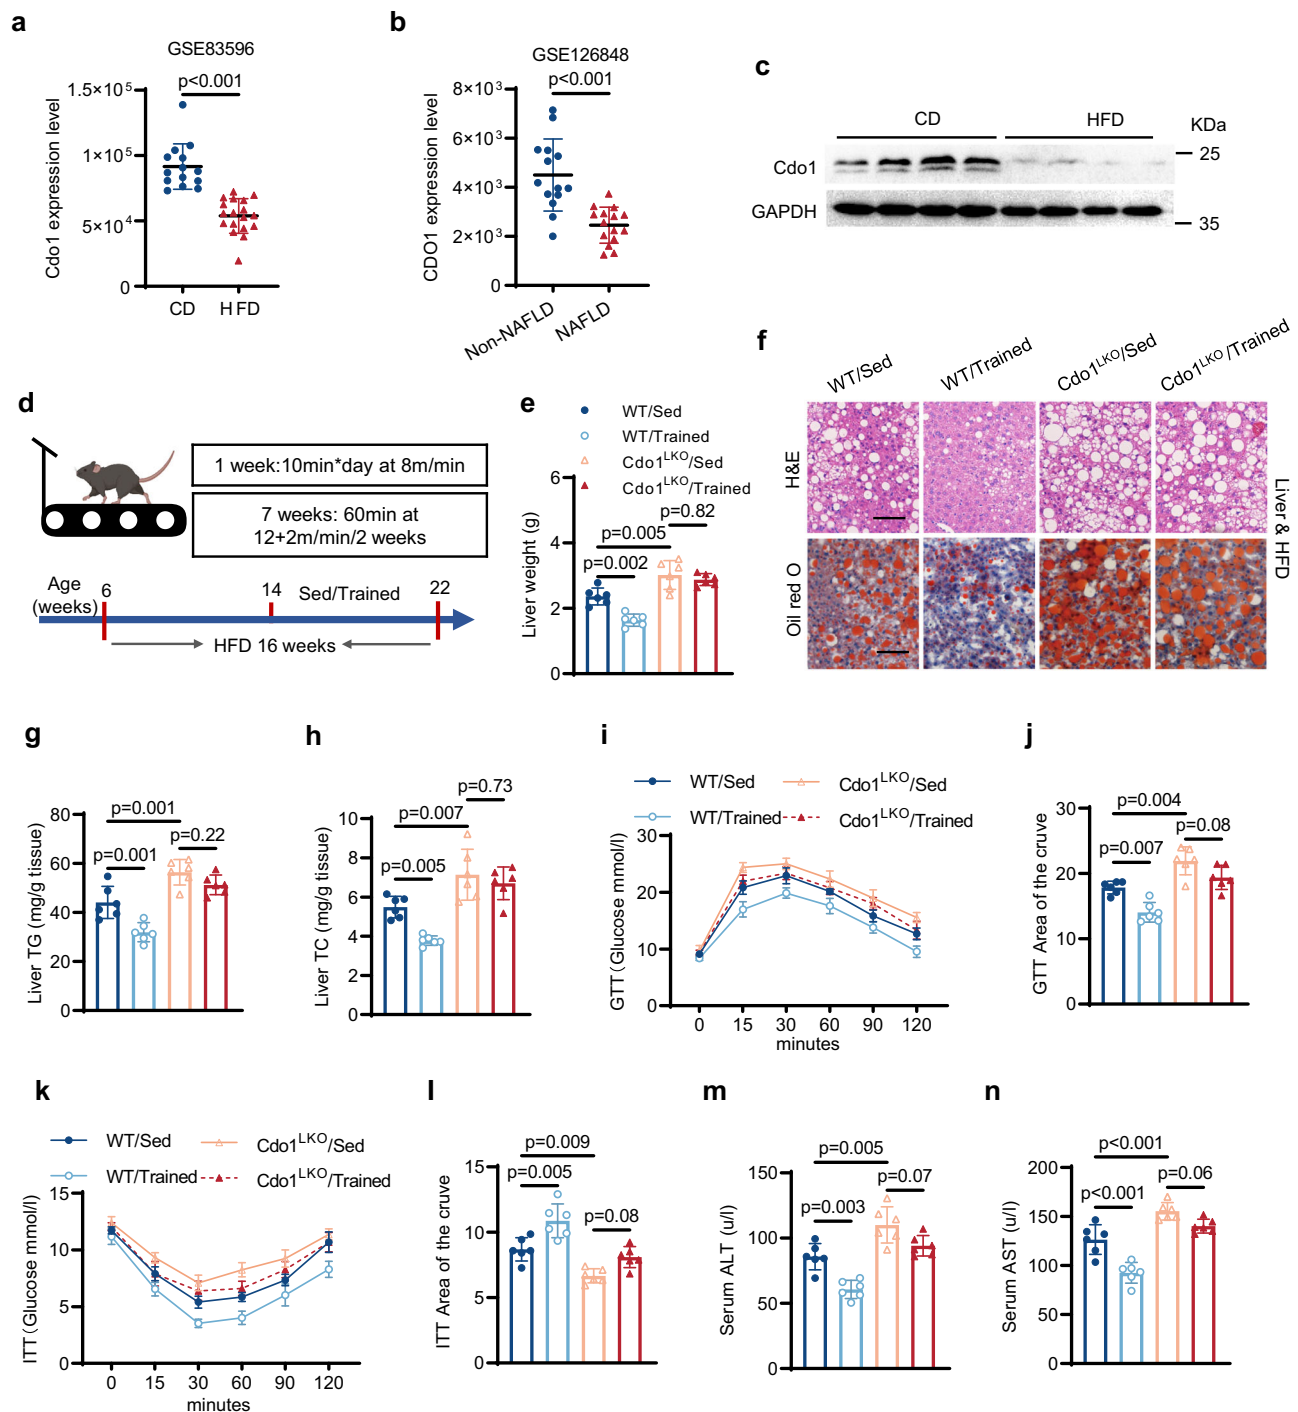 a
GSE83596
p<0.001
Cdo1 expression level
1.5×10⁵
1×10⁵
5×10⁴
0
CD
HFD
b
GSE126848
p<0.001
CDO1 expression level
8×10³
6×10³
4×10³
2×10³
0
Non-NAFLD
NAFLD
c
CD
HFD
KDa
Cdo1
25
GAPDH
35
d
1 week:10min*day at 8m/min
7 weeks: 60min at
12+2m/min/2 weeks
Age
(weeks)
6
14
Sed/Trained
22
HFD 16 weeks
e
WT/Sed
WT/Trained
Cdo1LKO/Sed
Cdo1LKO/Trained
p=0.82
p=0.005
p=0.002
Liver weight (g)
6
4
2
0
f
WT/Sed
WT/Trained
Cdo1LKO/Sed
Cdo1LKO/Trained
H&E
Oil red O
Liver & HFD
g
p=0.001
p=0.22
p=0.001
Liver TG (mg/g tissue)
80
60
40
20
0
h
p=0.73
p=0.007
p=0.005
Liver TC (mg/g tissue)
10
8
6
4
2
0
i
WT/Sed
Cdo1LKO/Sed
WT/Trained
Cdo1LKO/Trained
GTT(Glucose mmol/l)
30
20
10
0
0 15 30 60 90 120
minutes
j
p=0.004
p=0.08
p=0.007
GTT Area of the cruve
30
20
10
0
k
WT/Sed
Cdo1LKO/Sed
WT/Trained
Cdo1LKO/Trained
ITT(Glucose mmol/l)
15
10
5
0
0 15 30 60 90 120
minutes
l
p=0.009
p=0.005
p=0.08
ITT Area of the cruve
15
10
5
0
m
p=0.005
p=0.07
p=0.003
Serum ALT (u/l)
150
100
50
0
n
p<0.001
p=0.06
p<0.001
Serum AST (u/l)
200
150
100
50
0